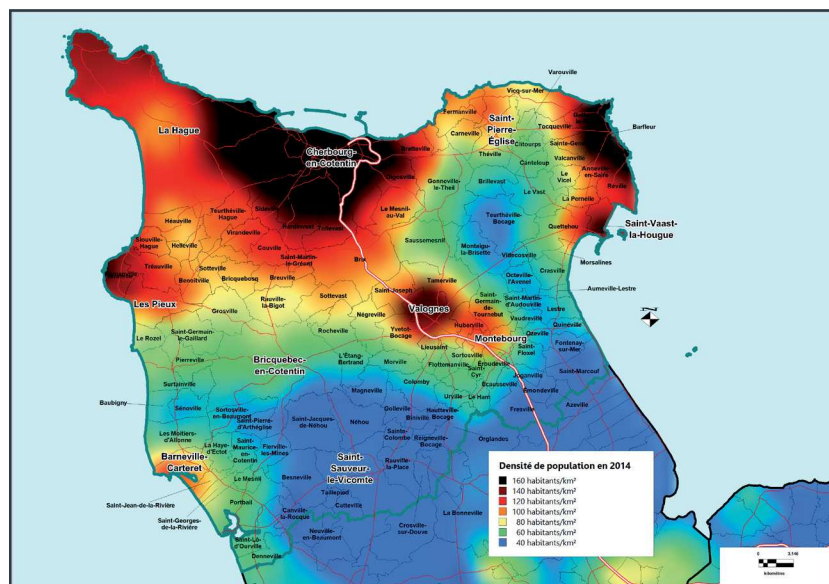 Varouville
Vicq-sur-Mer
Fermanville
Saint-
Pierre-
Église
Tocqueville
Barfleur
La Hague
Carneville
Clitourps
Cherbourg-
en-Cotentin
Bretteville
Théville
Canteloup
Valcanville
Anneville-
en-Saire
Digosville
Gonneville-
le-Theil
Brillevast
Le
Vicel
Le Vast
Réville
La Pernelle
Teurthéville-
Hague
Sideville
Le Mesnil-
au-Val
Teurthéville-
Bocage
Quettehou
Saint-Vaast-
la-Hougue
Héauville
Virandeville
Hardinvast
Tollevast
Siouville-
Hague
Helleville
Couville
Saussemesnil
Montaigu-
la-Brisette
Videcosville
Morsalines
Tréauville
Sotteville
Saint-Martin-
le-Gréard
Brix
Crasville
Octeville-
l'Avenel
Benoîtville
Bricquebosq
Breuville
Tamerville
Aumeville-Lestre
Les Pieux
Rauville-
la-Bigot
Sottevast
Saint-Joseph
Valognes
Saint-
Germain-
de-
Tournebut
Saint-Martin-
d'Audouville
Lestre
Grosville
Négreville
Vaudreville
Quinéville
Huberville
Yvetot-
Bocage
Ozeville
Le Rozel
Saint-Germain-
le-Gaillard
Rocheville
Montebourg
Fontenay-
sur-Mer
Lieusaint
Saint-
Floxel
Pierreville
Bricquebec-
en-Cotentin
L'Étang-
Bertrand
Morville
Sortosville
Flottemanville
Éroudeville
Saint-
Cyr
Saint-Marcouf
Joganville
Surtainville
Colomby
Écausseville
Magneville
Urville
Le Ham
Émondeville
Azeville
Baubigny
Sénoville
Sortosville-
en-Beaumont
Golleville
Hautteville-
Bocage
Fresville
Saint-Pierre-
d'Arthéglise
Saint-Jacques-
de-Néhou
Néhou
Biniville
Sainte-
Colombe
Reigneville-
Bocage
Orglandes
Les Moitiers-
d'Allonne
La Haye-
d'Ectot
Saint-
Maurice-
en-Cotentin
Fierville-
les-Mines
Barneville-
Carteret
Saint-
Sauveur-
le-Vicomte
Rauville-
la-Place
Le Mesnil
Besneville
Taillepied
Saint-Jean-de-la-Rivière
Portbail
Canville-
la-Rocque
Catteville
La Bonneville
Saint-Georges-
de-la-Rivière
Neuville-
en-Beaumont
Crosville-
sur-Douve
Saint-Lô-
d'Ourville
Denneville
Densité de population en 2014
160 habitants/km²
140 habitants/km²
120 habitants/km²
100 habitants/km²
80 habitants/km²
60 habitants/km²
40 habitants/km²
kilomètres